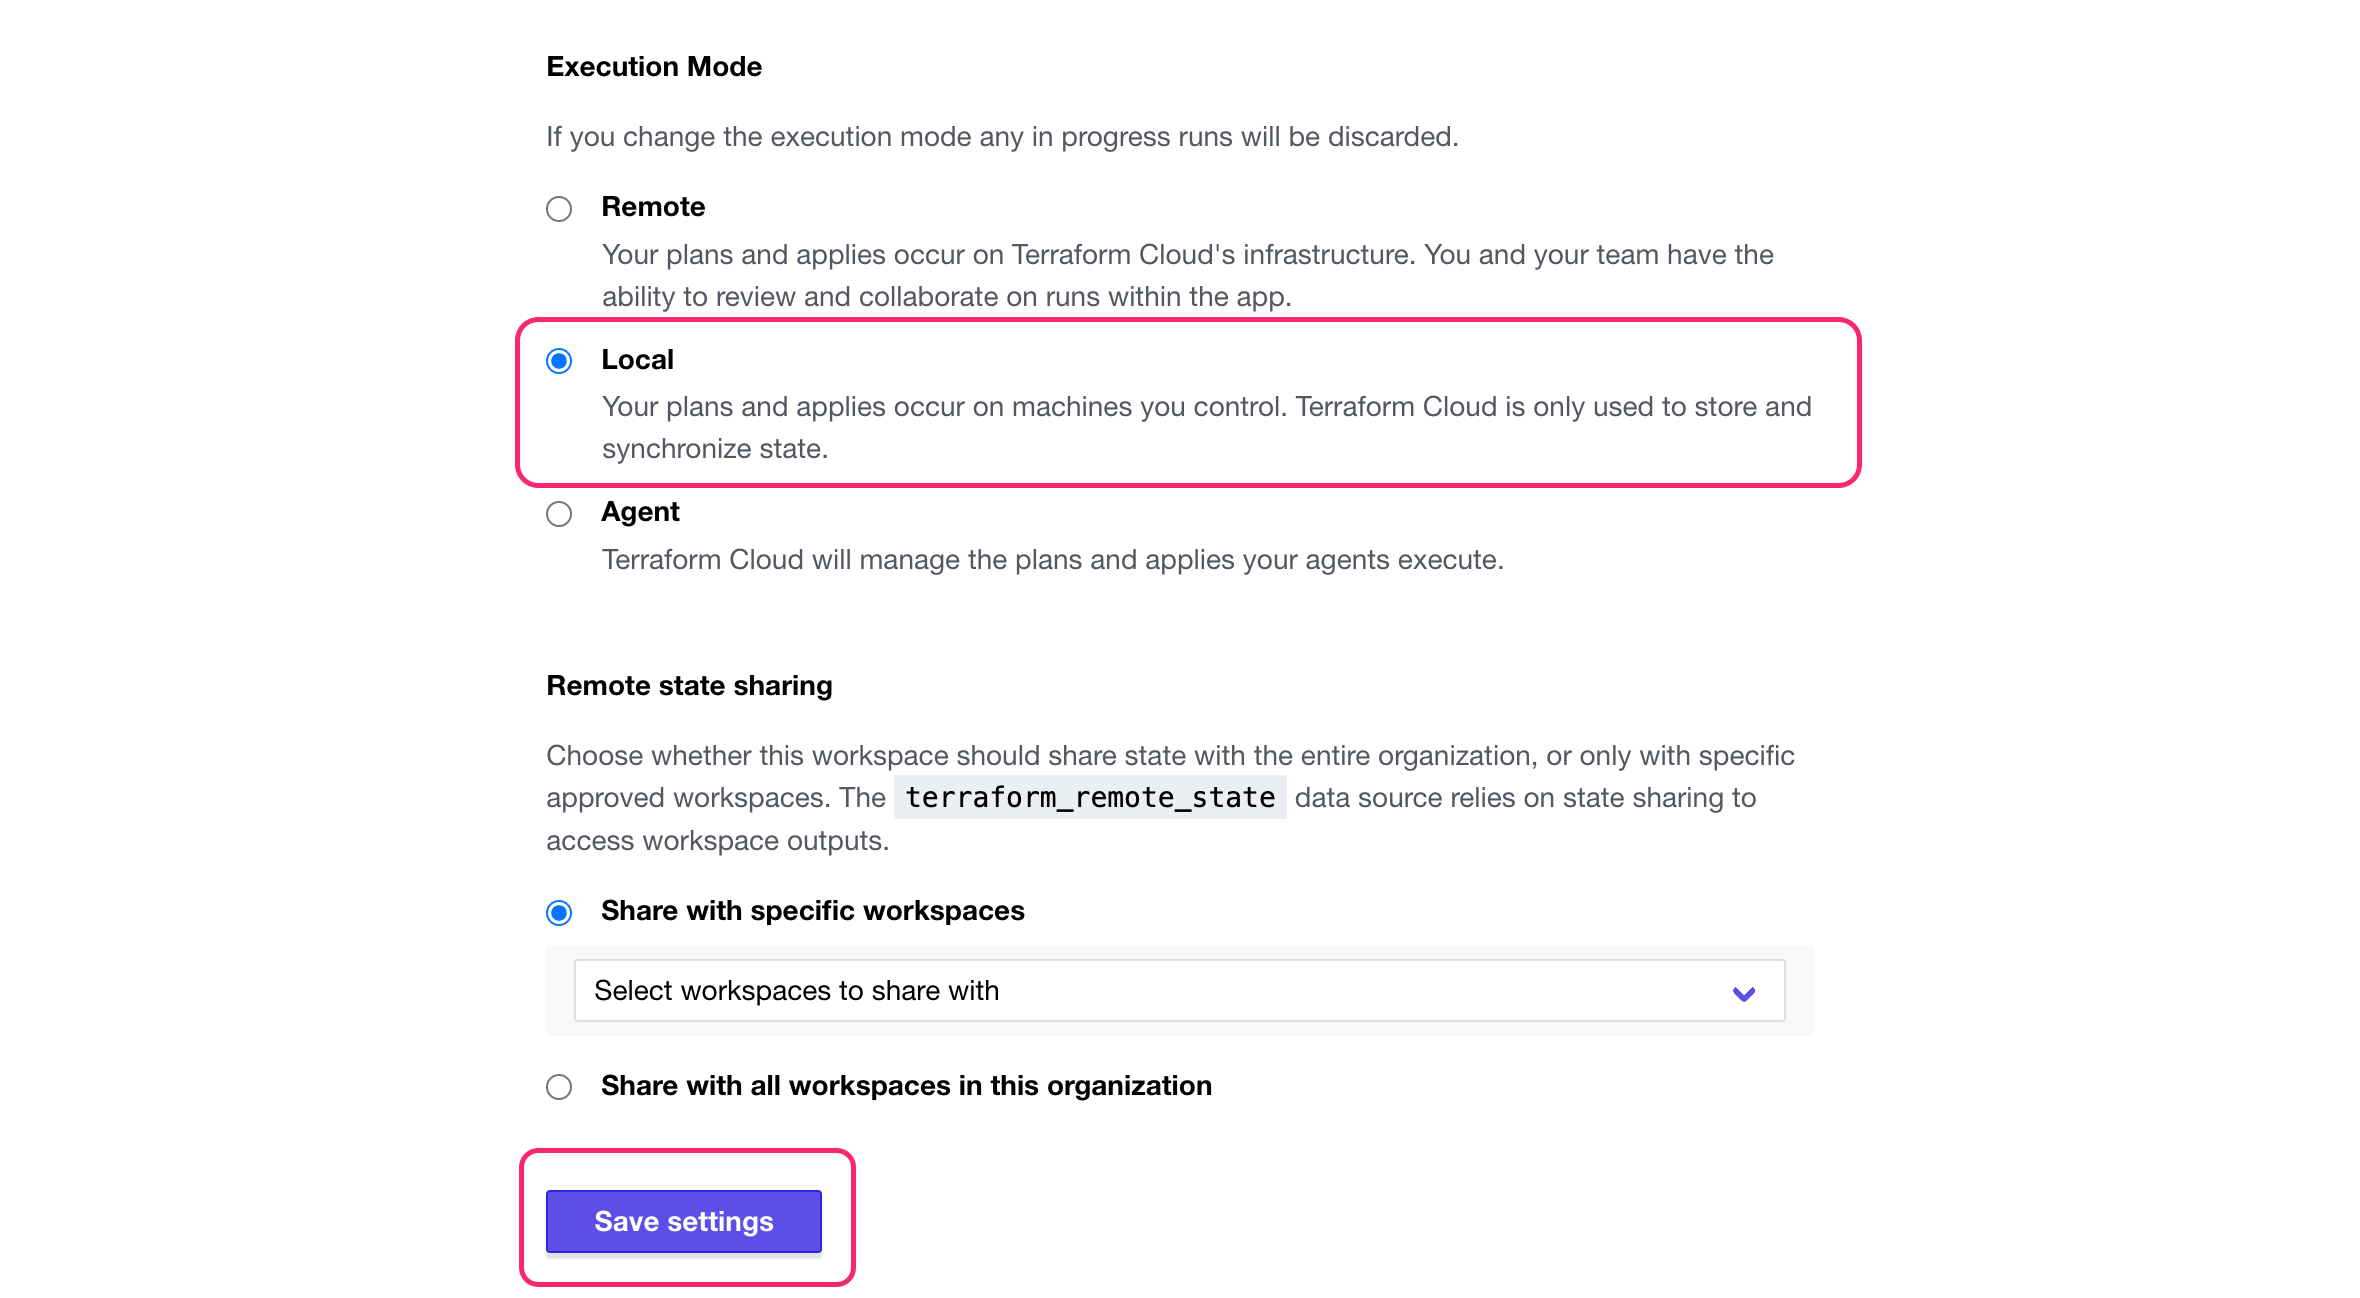 Execution Mode
If you change the execution mode any in progress runs will be discarded.
Remote
Your plans and applies occur on Terraform Cloud's infrastructure. You and your team have the
ability to review and collaborate on runs within the app.
Local
Your plans and applies occur on machines you control. Terraform Cloud is only used to store and
synchronize state.
Agent
Terraform Cloud will manage the plans and applies your agents execute.
Remote state sharing
Choose whether this workspace should share state with the entire organization, or only with specific
approved workspaces. The terraform_remote_state data source relies on state sharing to
access workspace outputs.
Share with specific workspaces
Select workspaces to share with
Share with all workspaces in this organization
Save settings